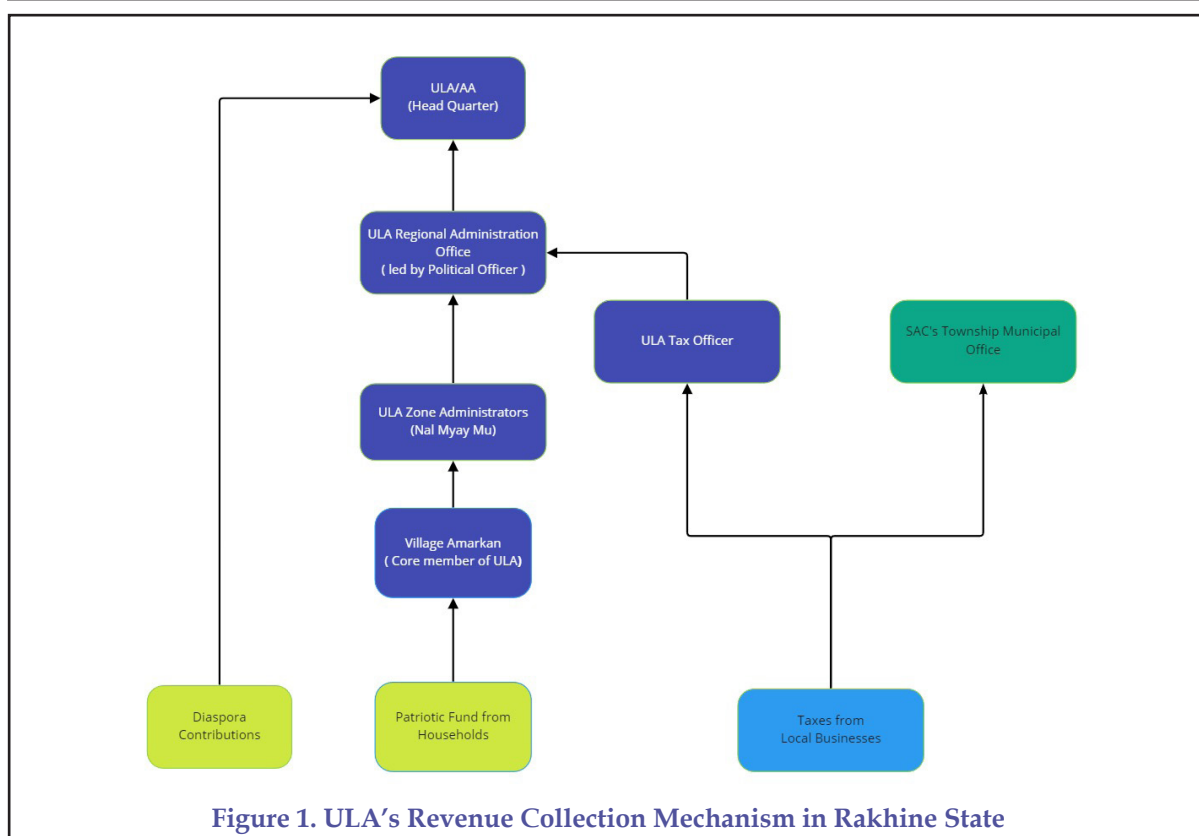 ULA/AA
(Head Quarter)
ULA Regional Administration
Office
( led by Political Officer )
ULA Tax Officer
SAC's Township Municipal
Office
ULA Zone Administrators
(Nal Myay Mu)
Village Amarkan
( Core member of ULA)
Diaspora
Contributions
Patriotic Fund from
Households
Taxes from
Local Businesses
Figure 1. ULA's Revenue Collection Mechanism in Rakhine State